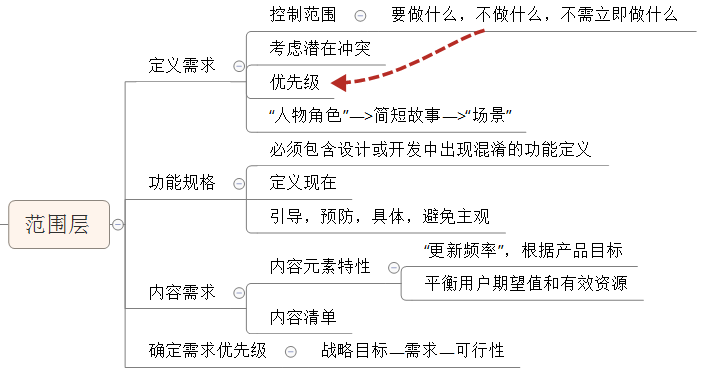 控制范围
要做什么，不做什么，不需立即做什么
考虑潜在冲突
定义需求
优先级
“人物角色”—>简短故事—>“场景”
必须包含设计或开发中出现混淆的功能定义
功能规格
定义现在
引导，预防，具体，避免主观
范围层
“更新频率”，根据产品目标
内容元素特性
平衡用户期望值和有效资源
内容需求
内容清单
确定需求优先级
战略目标—需求—可行性